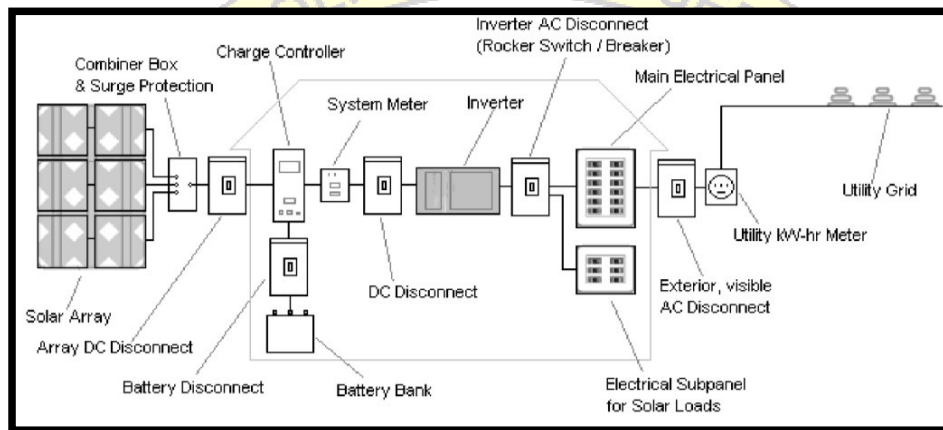 Inverter AC Disconnect
(Rocker Switch / Breaker)
Charge Controller
Combiner Box
& Surge Protection
Main Electrical Panel
System Meter
Inverter
Utility Grid
Utility kW-hr Meter
DC Disconnect
Exterior, visible
AC Disconnect
Solar Array
Array DC Disconnect
Battery Disconnect
Battery Bank
Electrical Subpanel
for Solar Loads